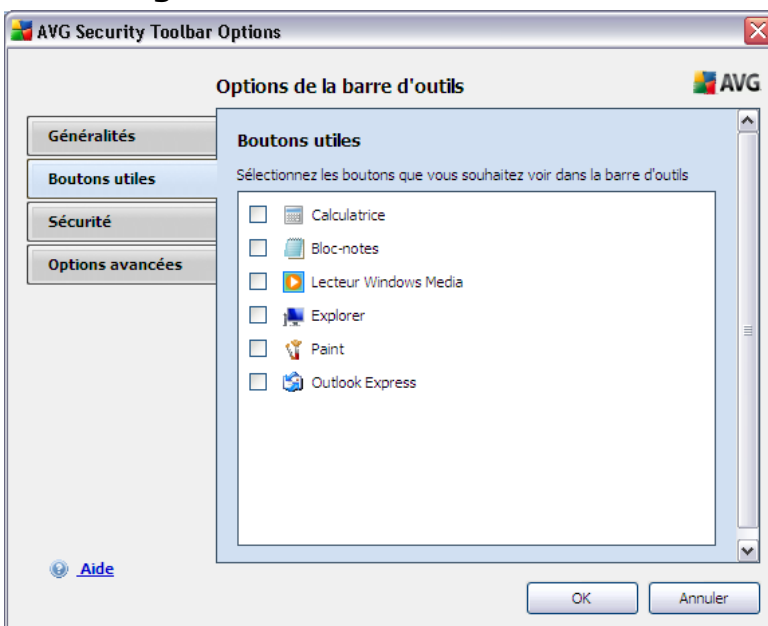 AVG Security Toolbar Options
Options de la barre d'outils
AVG
Généralités
Boutons utiles
Sécurité
Options avancées
Boutons utiles
Sélectionnez les boutons que vous souhaitez voir dans la barre d'outils
Calculatrice
Bloc-notes
Lecteur Windows Media
Explorer
Paint
Outlook Express
Aide
OK
Annuler